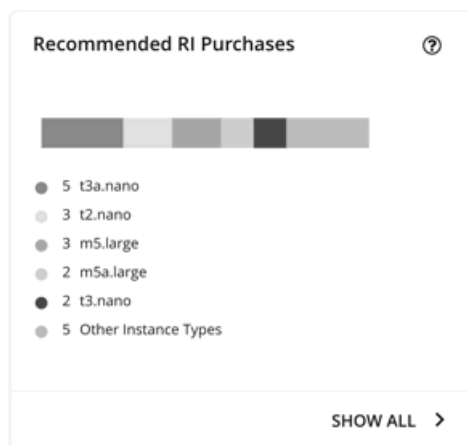 Recommended RI Purchases ?
5 t3a.nano
3 t2.nano
3 m5.large
2 m5a.large
2 t3.nano
5 Other Instance Types
SHOW ALL